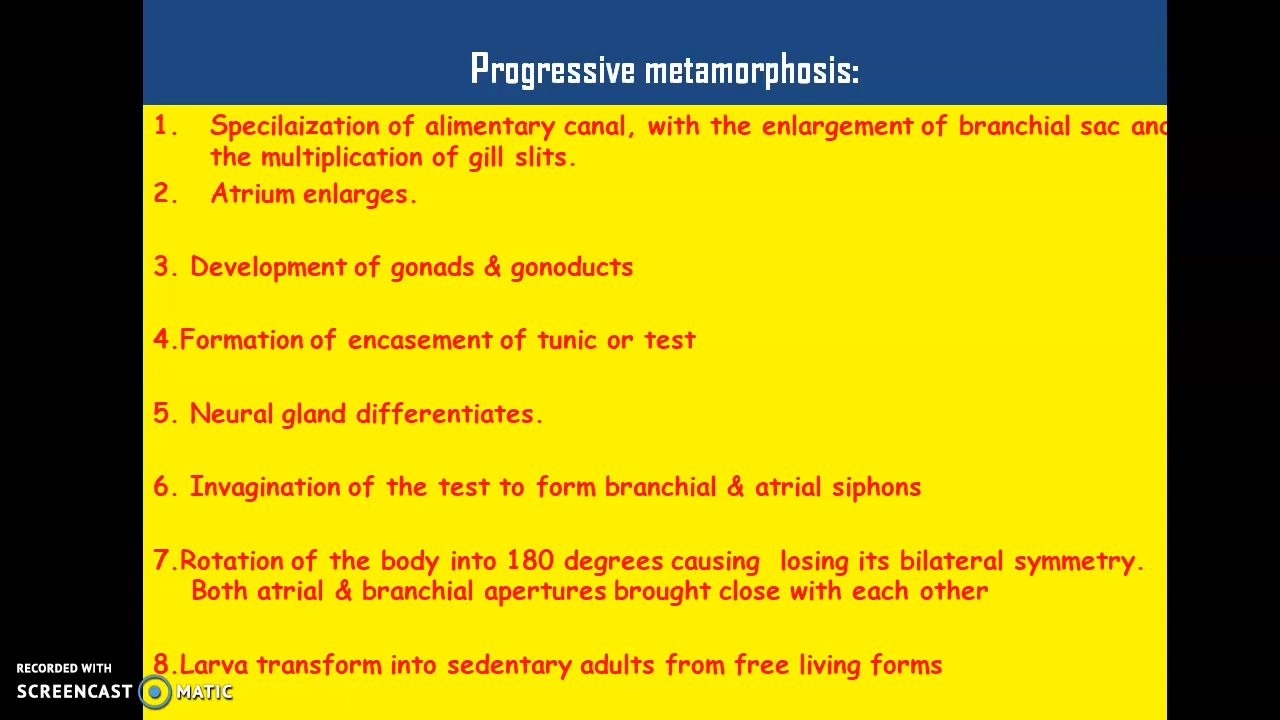 Progressive metamorphosis:
1. Specilaization of alimentary canal, with the enlargement of branchial sac and
the multiplication of gill slits.
2. Atrium enlarges.
3. Development of gonads & gonoducts
4.Formation of encasement of tunic or test
5. Neural gland differentiates.
6. Invagination of the test to form branchial & atrial siphons
7.Rotation of the body into 180 degrees causing losing its bilateral symmetry.
Both atrial & branchial apertures brought close with each other
8.Larva transform into sedentary adults from free living forms
RECORDED WITH
SCREENCAST MATIC